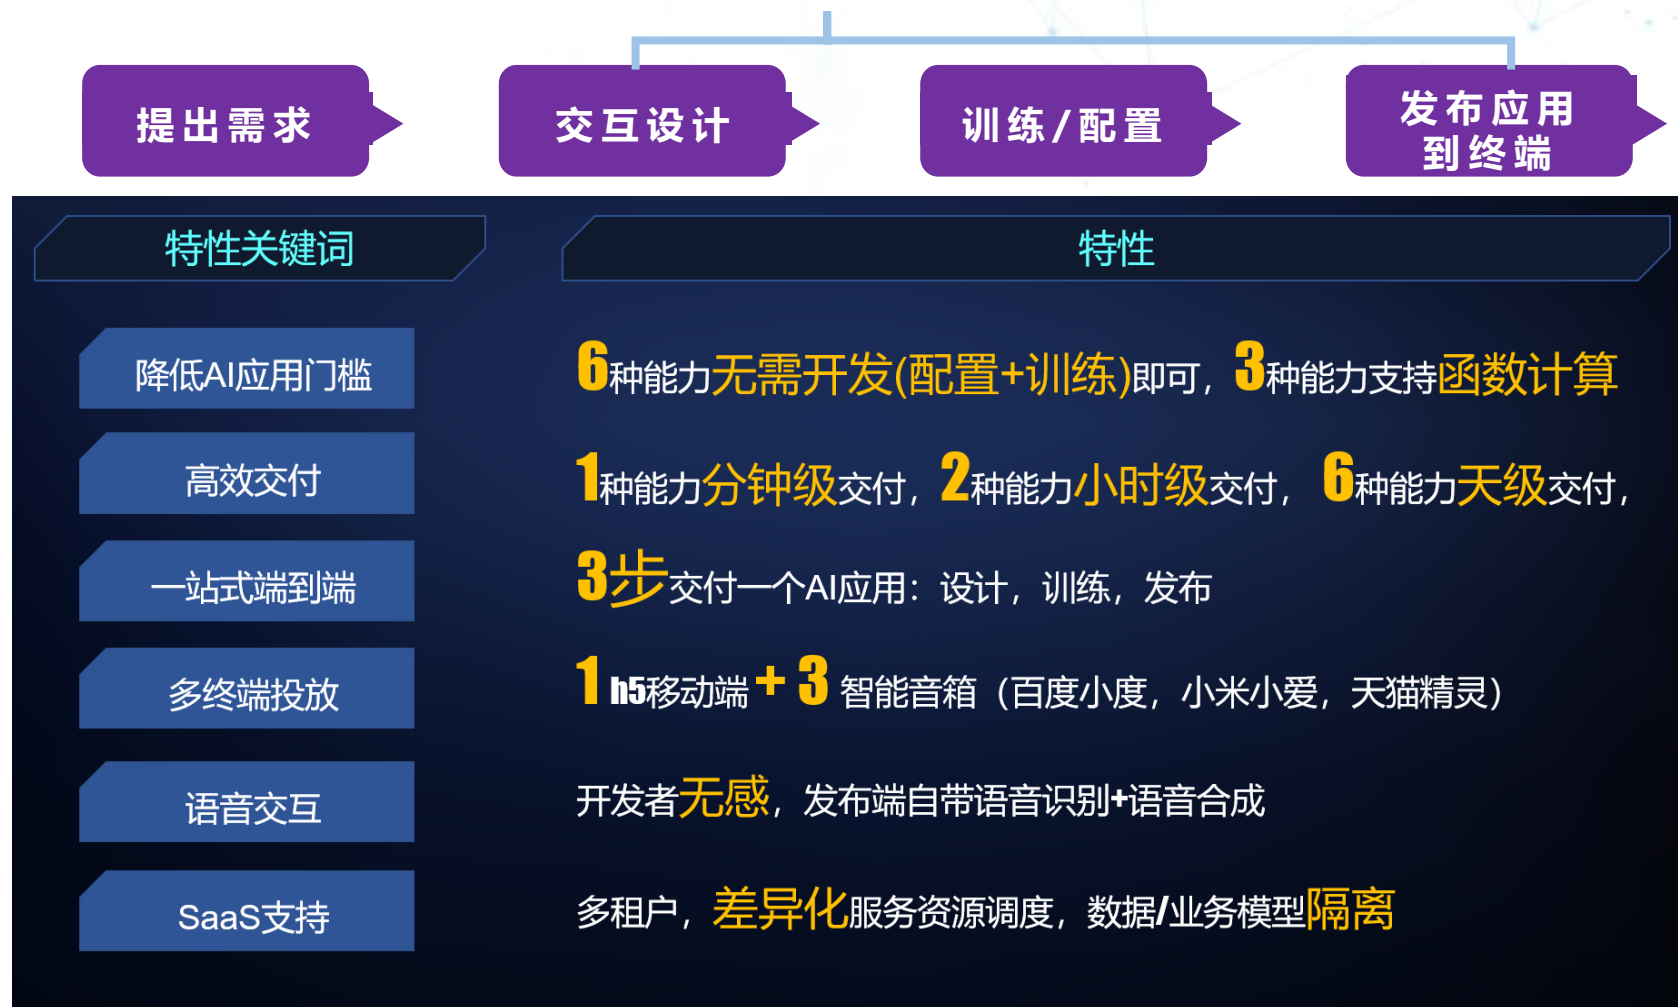 提出需求
交互设计
训练/配置
发布应用
到终端
特性关键词
特性
降低AI应用门槛
6种能力无需开发(配置+训练)即可，3种能力支持函数计算
高效交付
1种能力分钟级交付，2种能力小时级交付，6种能力天级交付，
一站式端到端
3步交付一个AI应用：设计，训练，发布
多终端投放
1 h5移动端 + 3 智能音箱（百度小度，小米小爱，天猫精灵）
语音交互
开发者无感，发布端自带语音识别+语音合成
SaaS支持
多租户，差异化服务资源调度，数据/业务模型隔离